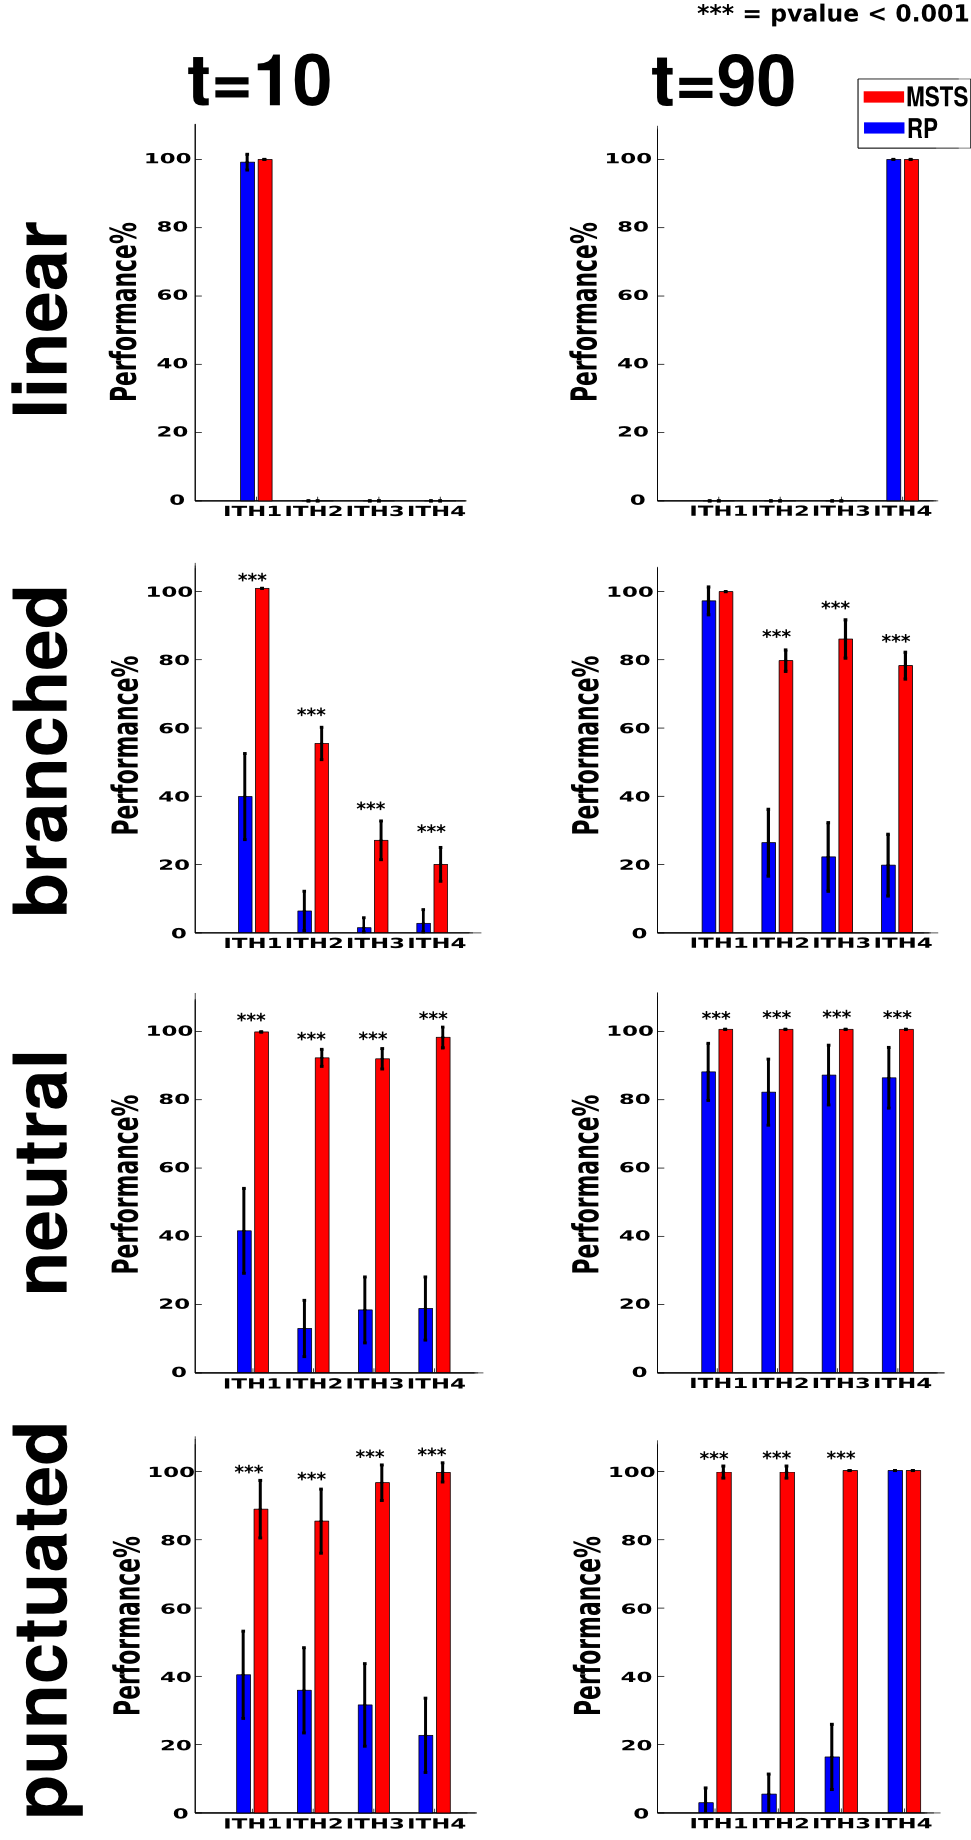 *** = pvalue < 0.001
t=10
t=90
MSTS
RP
linear
Performance%
100
80
60
40
20
0
ITH1 ITH2 ITH3 ITH4
Performance%
100
80
60
40
20
0
ITH1 ITH2 ITH3 ITH4
branched
Performance%
100
80
60
40
20
0
*** *** *** ***
ITH1 ITH2 ITH3 ITH4
Performance%
100
80
60
40
20
0
*** *** ***
ITH1 ITH2 ITH3 ITH4
neutral
Performance%
100
80
60
40
20
0
*** *** *** ***
ITH1 ITH2 ITH3 ITH4
Performance%
100
80
60
40
20
0
*** *** *** ***
ITH1 ITH2 ITH3 ITH4
punctuated
Performance%
100
80
60
40
20
0
*** *** *** ***
ITH1 ITH2 ITH3 ITH4
Performance%
100
80
60
40
20
0
*** *** ***
ITH1 ITH2 ITH3 ITH4